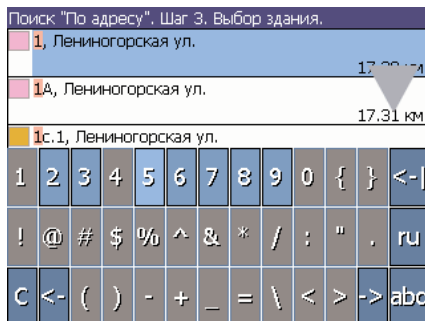 Поиск "По адресу". Шаг 3. Выбор здания.
1, Лениногорская ул.
1А, Лениногорская ул.
17.31 км
1с.1, Лениногорская ул.
1 2 3 4 5 6 7 8 9 0 { } <-|
! @ # $ % ^ & * / : " . ru
C <- ( ) - + _ = \ < > -> abc